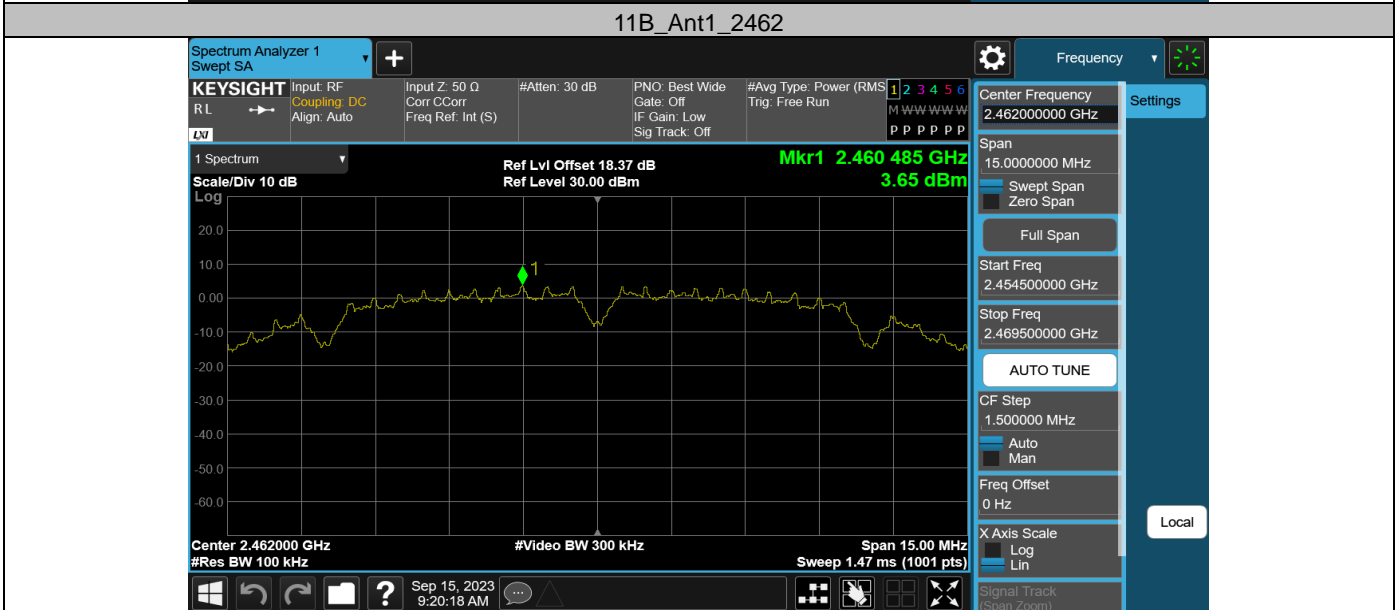 11B_Ant1_2462
Spectrum Analyzer 1
Swept SA
Frequency
KEYSIGHT
R L
LXI
Input: RF
Coupling: DC
Align: Auto
Input Z: 50 Ω
Corr CCorr
Freq Ref: Int (S)
#Atten: 30 dB
PNO: Best Wide
Gate: Off
IF Gain: Low
Sig Track: Off
#Avg Type: Power (RMS
Trig: Free Run
1 2 3 4 5 6
M W W W W W
P P P P P P
1 Spectrum
Scale/Div 10 dB
Log
Ref Lvl Offset 18.37 dB
Ref Level 30.00 dBm
Mkr1 2.460 485 GHz
3.65 dBm
1
20.0
10.0
0.00
-10.0
-20.0
-30.0
-40.0
-50.0
-60.0
Center 2.462000 GHz
#Res BW 100 kHz
#Video BW 300 kHz
Span 15.00 MHz
Sweep 1.47 ms (1001 pts)
Sep 15, 2023
9:20:18 AM
?
Center Frequency
2.462000000 GHz
Span
15.0000000 MHz
Swept Span
Zero Span
Full Span
Start Freq
2.454500000 GHz
Stop Freq
2.469500000 GHz
AUTO TUNE
CF Step
1.500000 MHz
Auto
Man
Freq Offset
0 Hz
X Axis Scale
Log
Lin
Signal Track
(Span Zoom)
Settings
Local